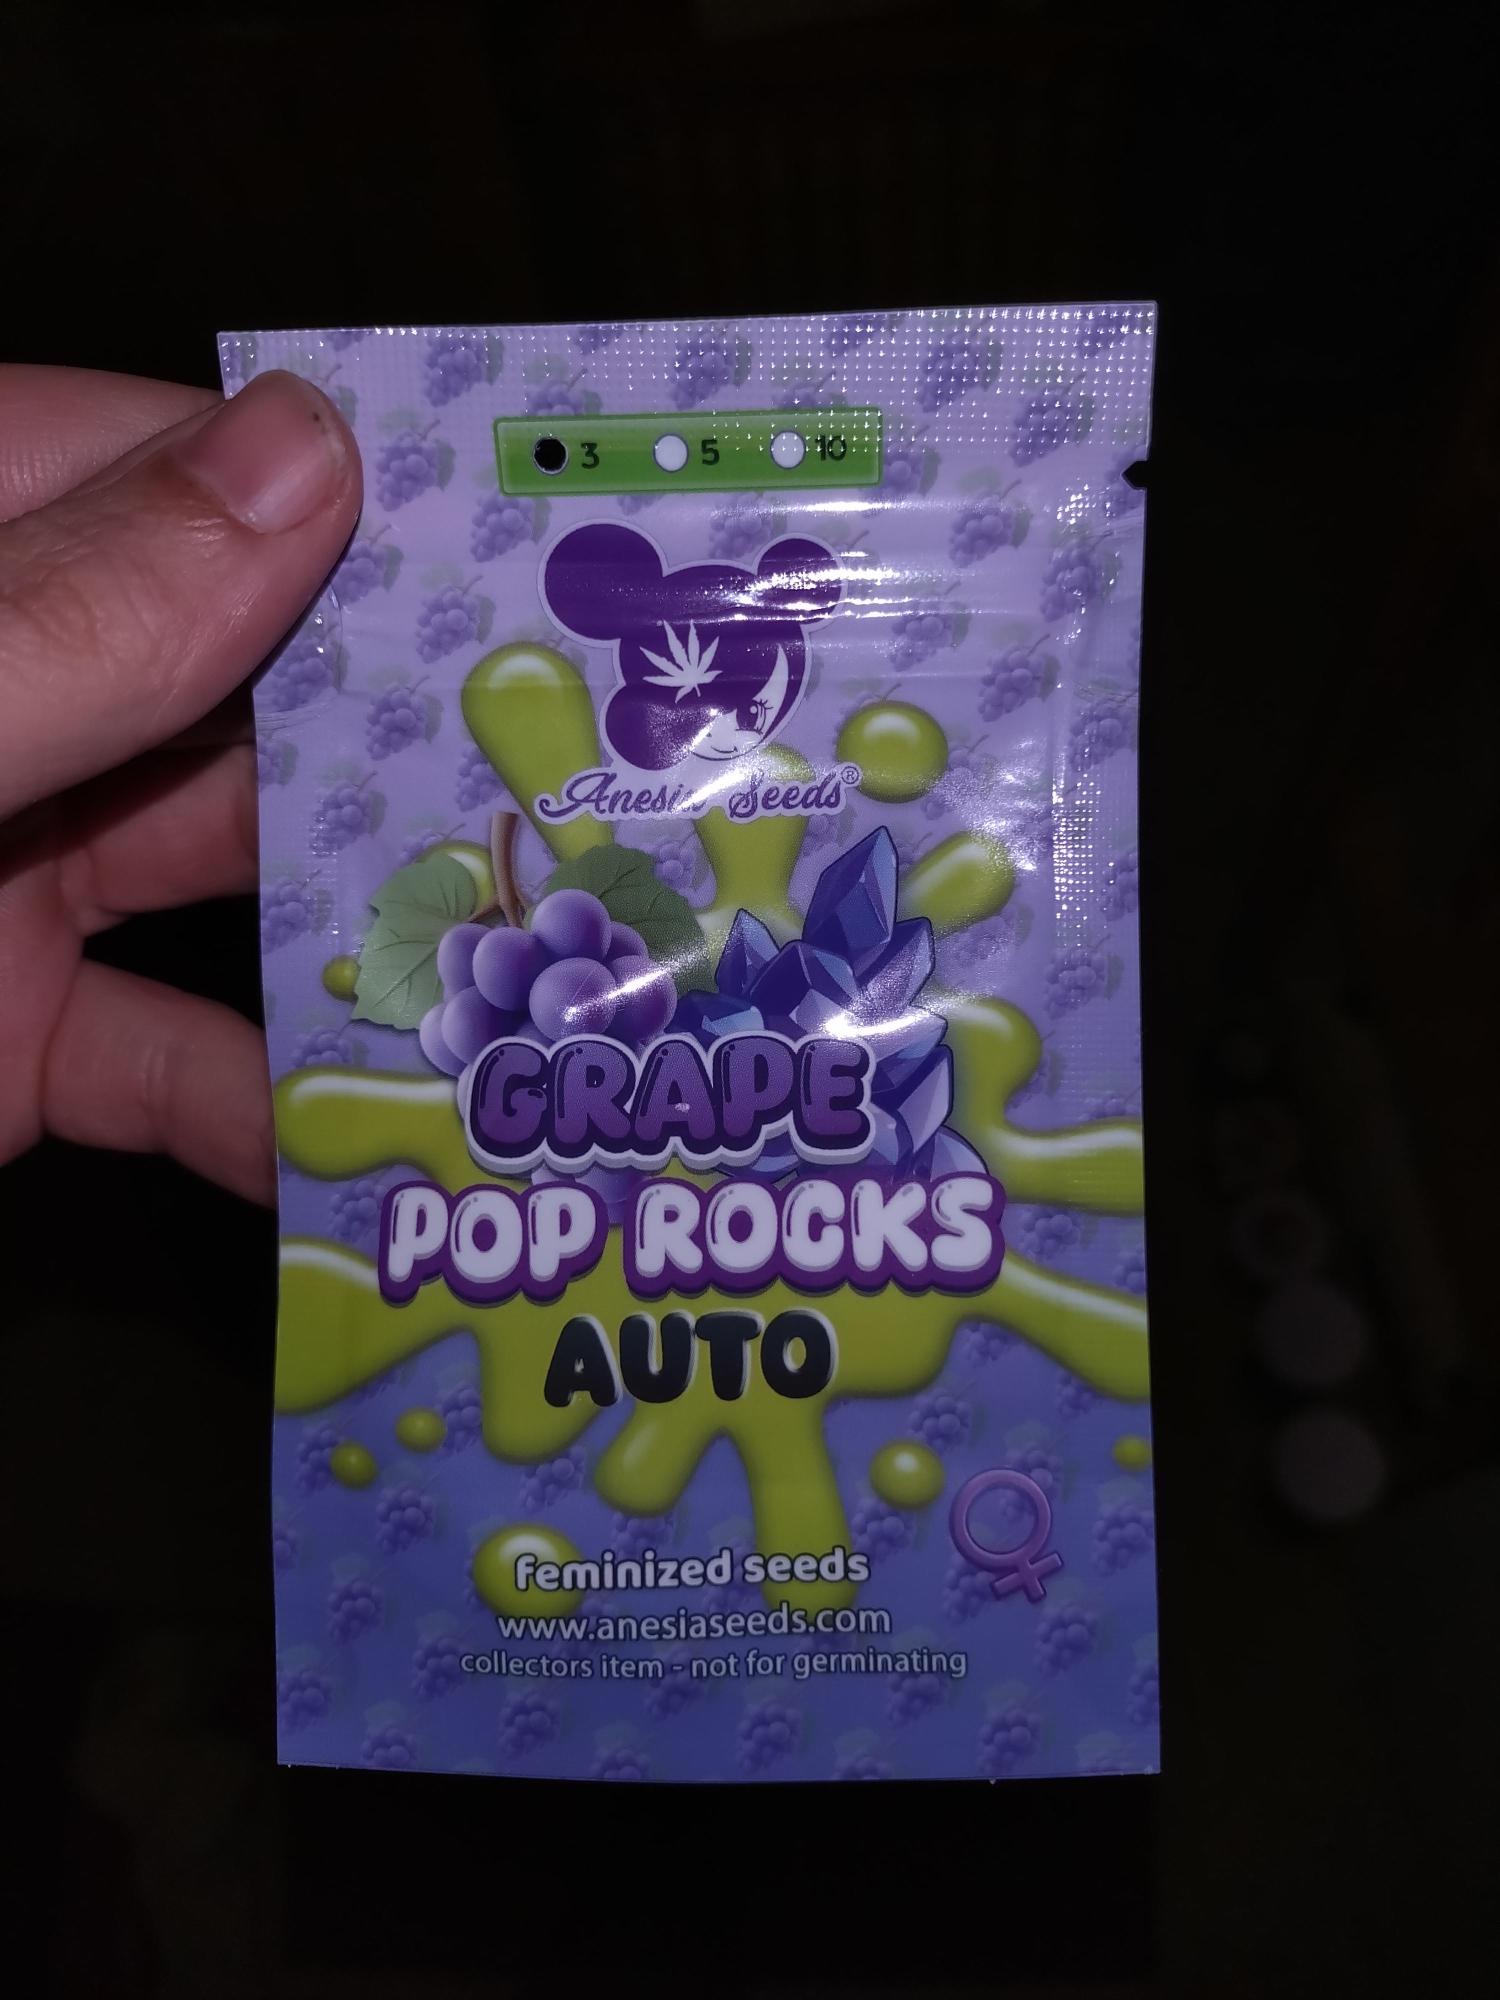 3 5 10
Anesia Seeds®
GRAPE
POP ROCKS
AUTO
feminized seeds
www.anesiaseeds.com
collectors item - not for germinating